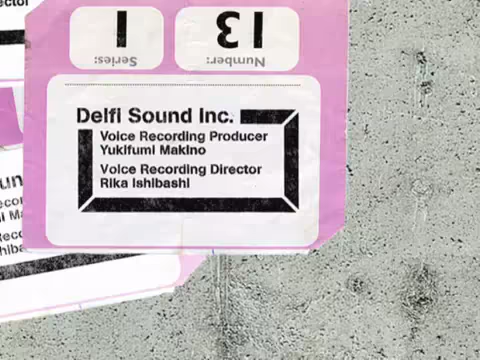 1 13
Series: Number:
Delfi Sound Inc.
Voice Recording Producer
Yukifumi Makino
Voice Recording Director
Rika Ishibashi